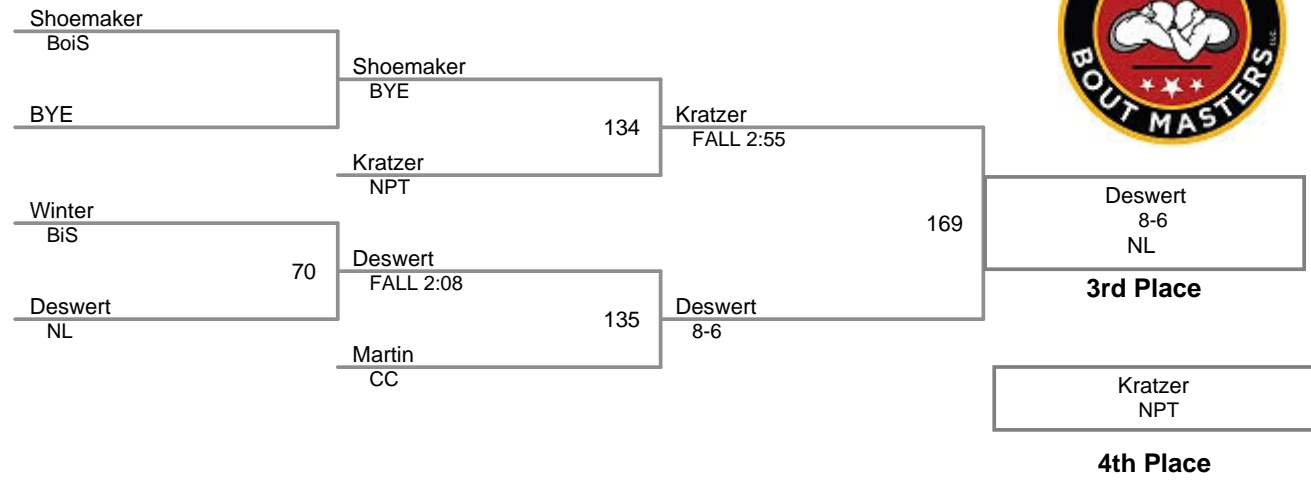 Shoemaker
BoiS
BYE
Winter
BiS
70
Deswert
NL
Shoemaker
BYE
134
Kratzer
NPT
Deswert
FALL 2:08
135
Martin
CC
Kratzer
FALL 2:55
169
Deswert
8-6
BOUT MASTERS LLC
Deswert
8-6
NL
3rd Place
Kratzer
NPT
4th Place